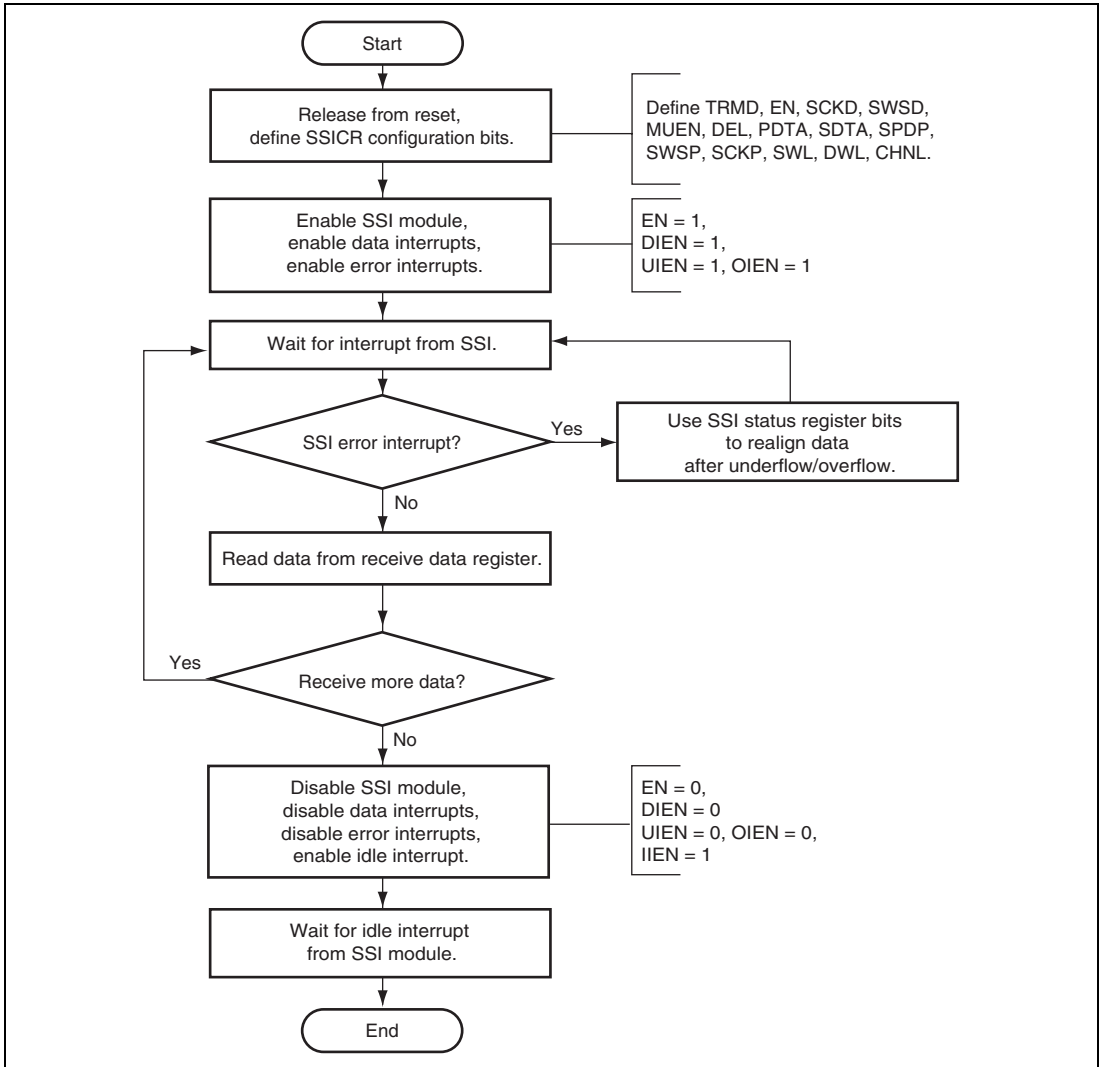 Start
Release from reset,
define SSICR configuration bits.
Define TRMD, EN, SCKD, SWSD,
MUEN, DEL, PDTA, SDTA, SPDP,
SWSP, SCKP, SWL, DWL, CHNL.
Enable SSI module,
enable data interrupts,
enable error interrupts.
EN = 1,
DIEN = 1,
UIEN = 1, OIEN = 1
Wait for interrupt from SSI.
SSI error interrupt?
Yes
Use SSI status register bits
to realign data
after underflow/overflow.
No
Read data from receive data register.
Yes
Receive more data?
No
Disable SSI module,
disable data interrupts,
disable error interrupts,
enable idle interrupt.
EN = 0,
DIEN = 0
UIEN = 0, OIEN = 0,
IIEN = 1
Wait for idle interrupt
from SSI module.
End